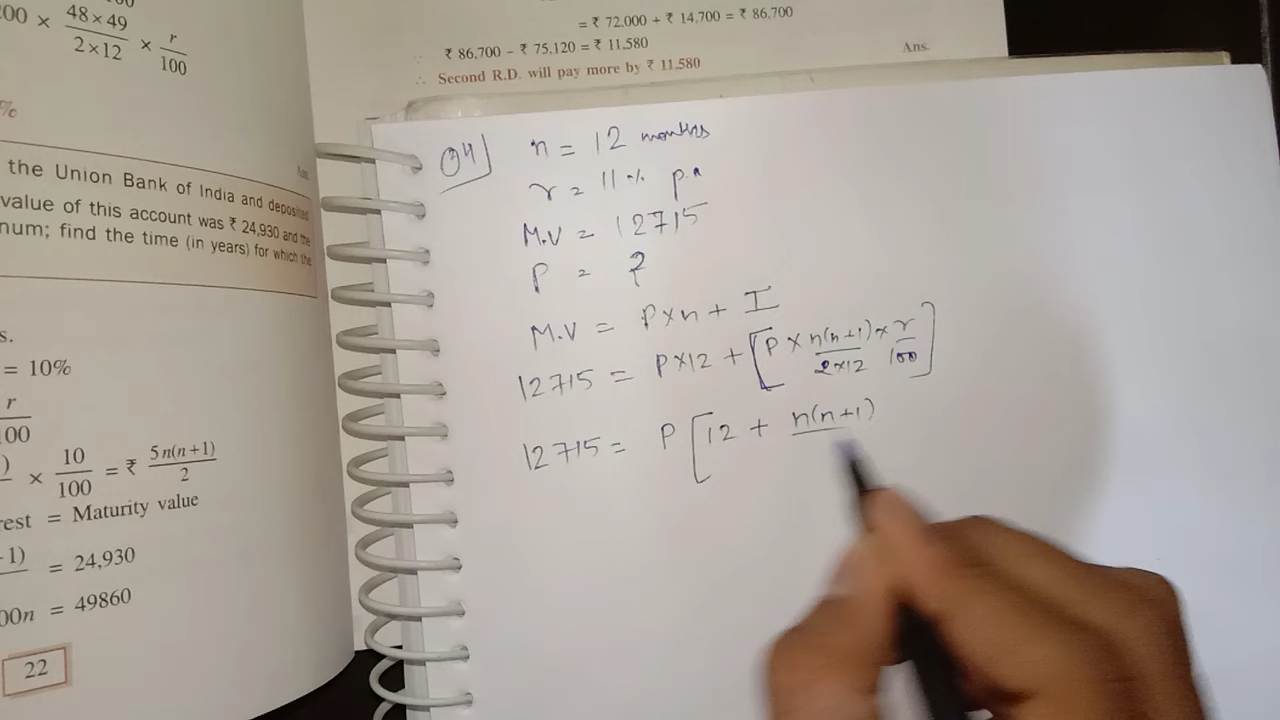 00 × 48 × 49 / 2 × 12 × r / 100
%
Ans
the Union Bank of India and deposited
value of this account was ₹ 24,930 and the
num; find the time (in years) for which the
s.
= 10%
r / 00
) × 10 / 100 = ₹ 5n(n + 1) / 2
rest = Maturity value
-1) = 24,930
00n = 49860
22
= ₹ 72,000 + ₹ 14,700 = ₹ 86,700
∵ ₹ 86,700 − ₹ 75,120 = ₹ 11,580
Ans.
∴ Second R.D. will pay more by ₹ 11,580
Q4) n = 12 months
r = 11% p.a
M.V = 12715
P = ?
M.V = P×n + I
12715 = P×12 + [P × n(n+1) / 2×12 × r / 100]
12715 = P [12 + n(n+1)